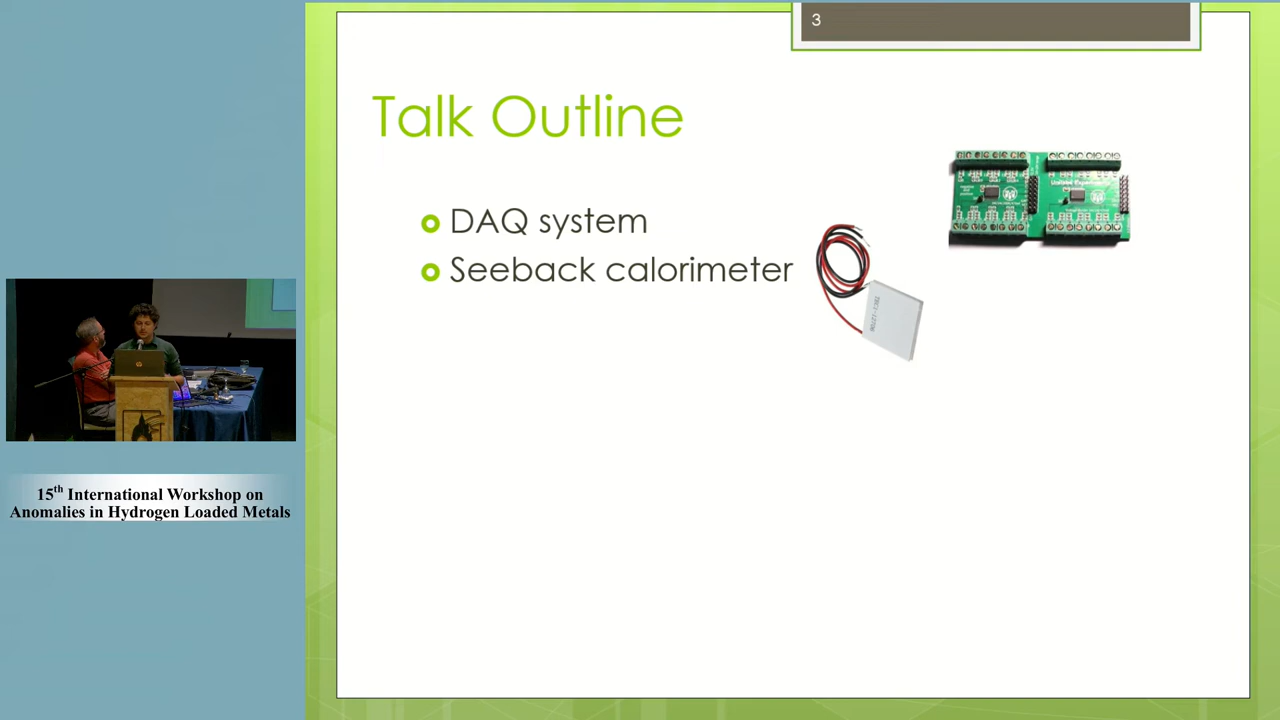 3
Talk Outline
DAQ system
Seeback calorimeter
15th International Workshop on
Anomalies in Hydrogen Loaded Metals